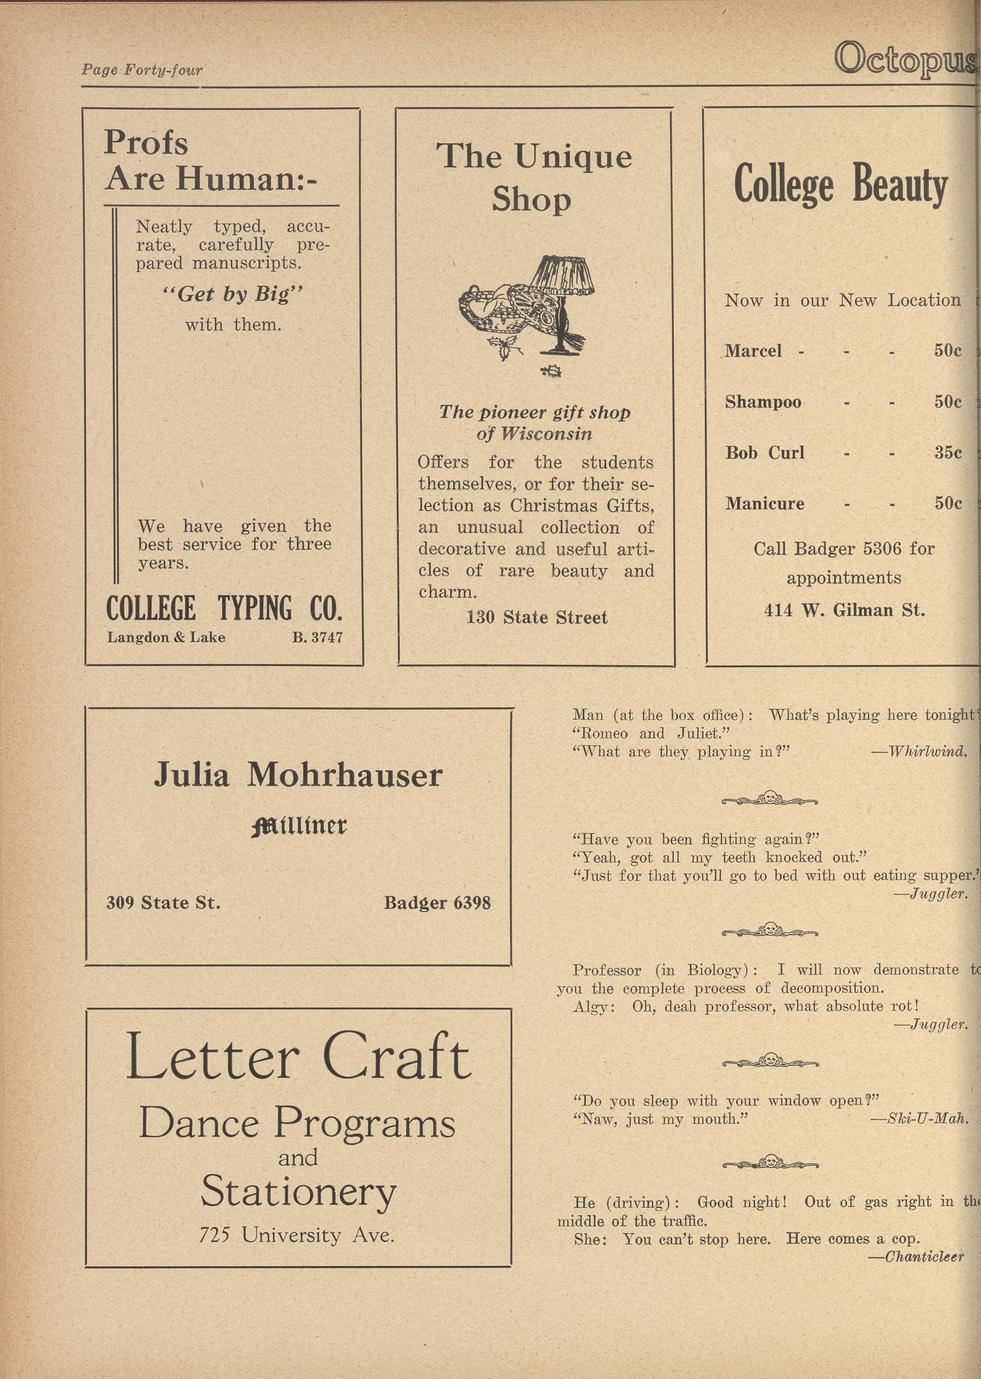 Page Forty-four
Octopus
Profs
Are Human:-
Neatly typed, accu-
rate, carefully pre-
pared manuscripts.
“Get by Big”
with them.
We have given the
best service for three
years.
COLLEGE TYPING CO.
Langdon & Lake B. 3747
The Unique
Shop
The pioneer gift shop
of Wisconsin
Offers for the students
themselves, or for their se-
lection as Christmas Gifts,
an unusual collection of
decorative and useful arti-
cles of rare beauty and
charm.
130 State Street
College Beauty
Now in our New Location
Marcel - - - 50c
Shampoo - - 50c
Bob Curl - - 35c
Manicure - - 50c
Call Badger 5306 for
appointments
414 W. Gilman St.
Julia Mohrhauser
Milliner
309 State St. Badger 6398
Letter Craft
Dance Programs
and
Stationery
725 University Ave.
Man (at the box office): What's playing here tonight?
“Romeo and Juliet.”
“What are they playing in?” —Whirlwind.
“Have you been fighting again?”
“Yeah, got all my teeth knocked out.”
“Just for that you'll go to bed with out eating supper.”
—Juggler.
Professor (in Biology): I will now demonstrate to
you the complete process of decomposition.
Algy: Oh, deah professor, what absolute rot!
—Juggler.
“Do you sleep with your window open?”
“Naw, just my mouth.” —Ski-U-Mah.
He (driving): Good night! Out of gas right in the
middle of the traffic.
She: You can't stop here. Here comes a cop.
—Chanticleer